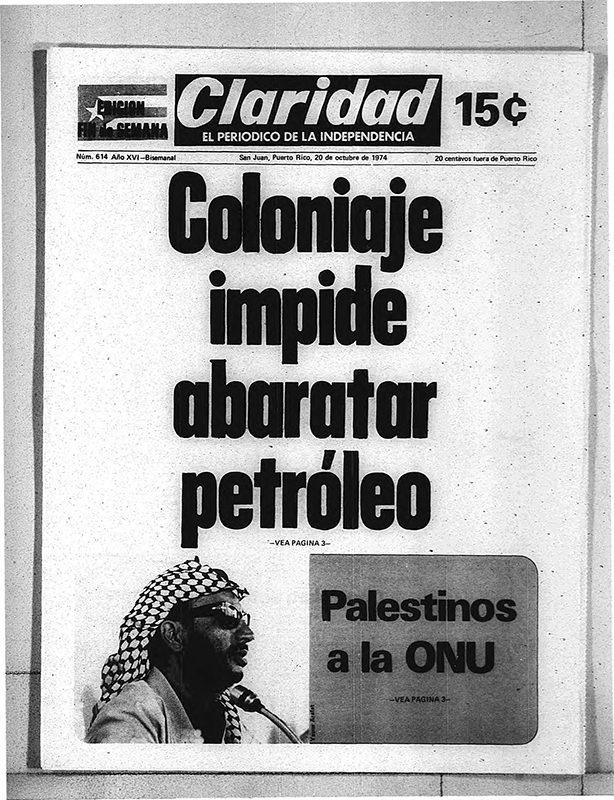 EDICION
FIN de SEMANA
Claridad
EL PERIODICO DE LA INDEPENDENCIA
15¢
Núm. 614 Año XVI—Bisemanal
San Juan, Puerto Rico, 20 de octubre de 1974
20 centavos fuera de Puerto Rico
Coloniaje
impide
abaratar
petróleo
—VEA PAGINA 3—
Palestinos
a la ONU
—VEA PAGINA 3—
Yasser Arafat